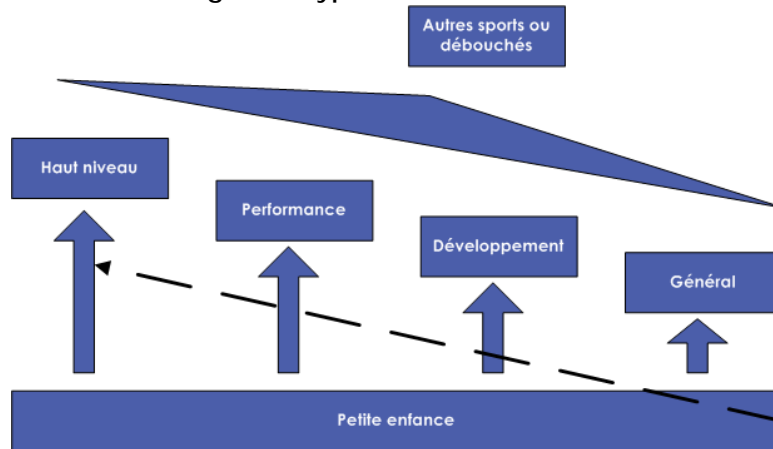 Autres sports ou
débouchés
Haut niveau
Performance
Développement
Général
Petite enfance